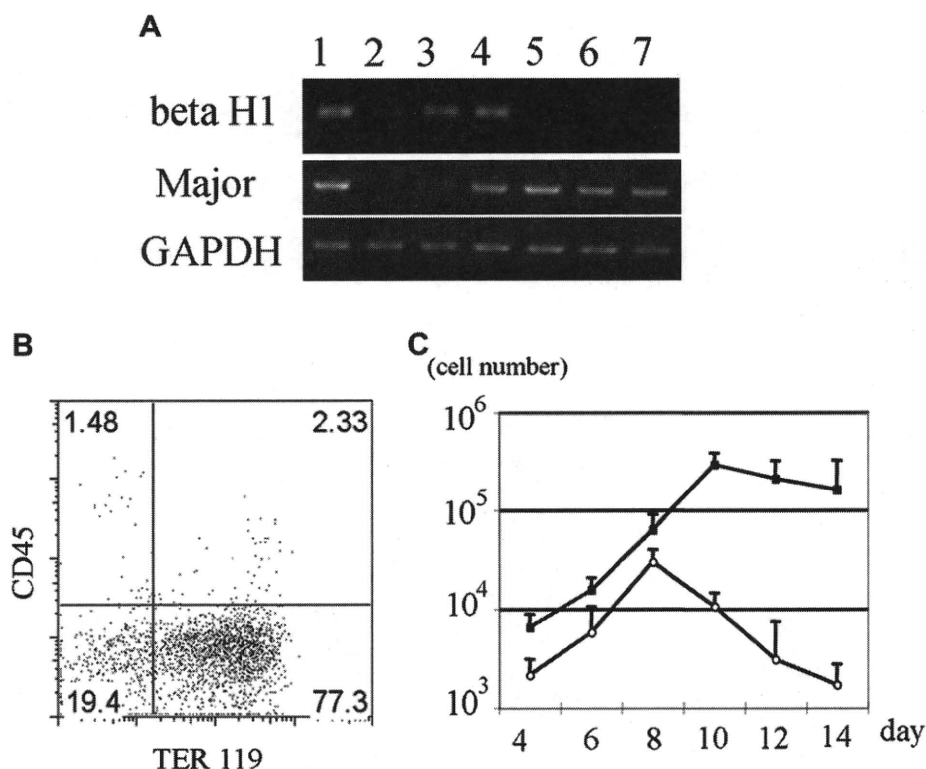 A
1 2 3 4 5 6 7
beta H1
Major
GAPDH
B
1.48 2.33
CD45
19.4 77.3
TER 119
C
(cell number)
10^6
10^5
10^4
10^3
4 6 8 10 12 14 day